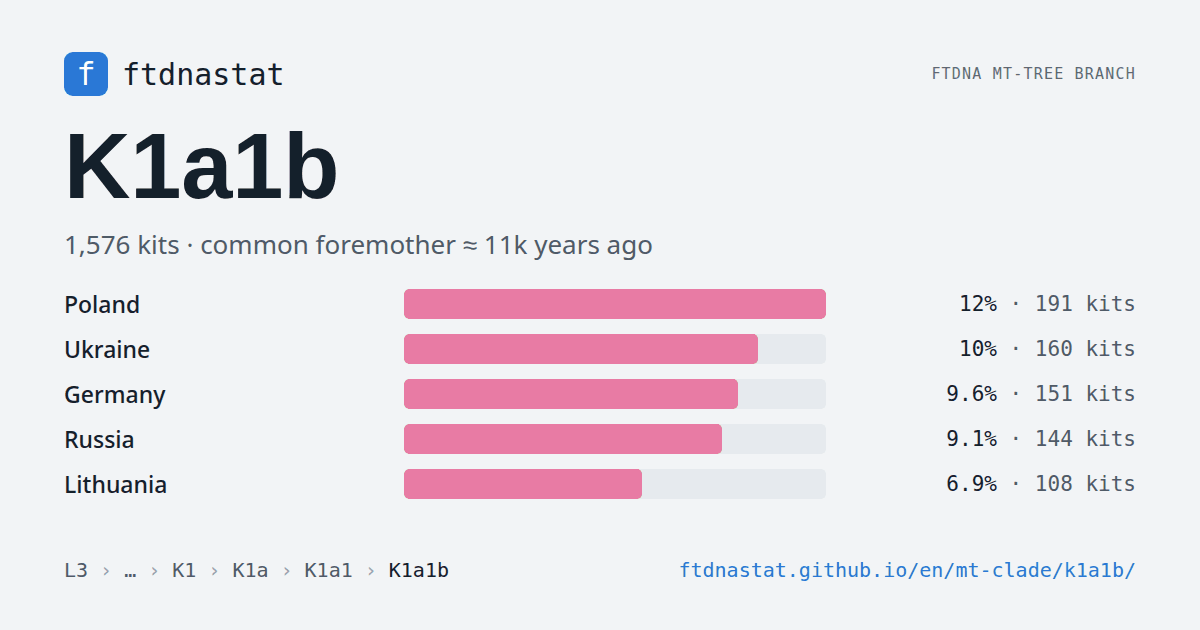 f ftdnastat
FTDNA MT-TREE BRANCH
K1a1b
1,576 kits · common foremother ≈ 11k years ago
Poland 12% · 191 kits
Ukraine 10% · 160 kits
Germany 9.6% · 151 kits
Russia 9.1% · 144 kits
Lithuania 6.9% · 108 kits
L3 › … › K1 › K1a › K1a1 › K1a1b
ftdnastat.github.io/en/mt-clade/k1a1b/